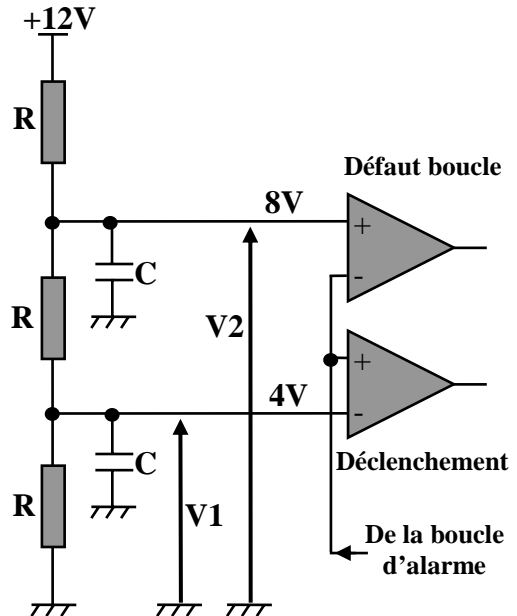 +12V
R
Défaut boucle
8V
+
-
C
V2
R
+
4V
-
C
V1
Déclenchement
R
De la boucle
d'alarme